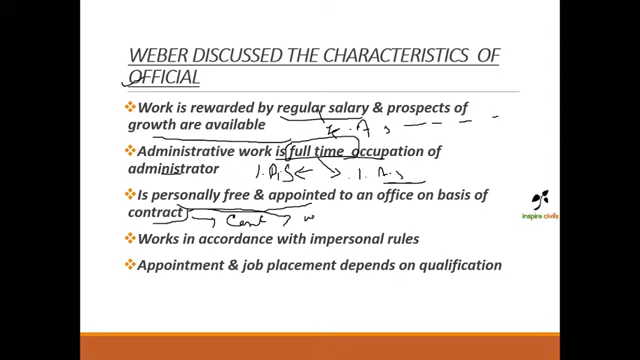 WEBER DISCUSSED THE CHARACTERISTICS OF
OFFICIAL
Work is rewarded by regular salary & prospects of
growth are available
Administrative work is full time occupation of
administrator
Is personally free & appointed to an office on basis of
contract
Works in accordance with impersonal rules
Appointment & job placement depends on qualification
inspire civils